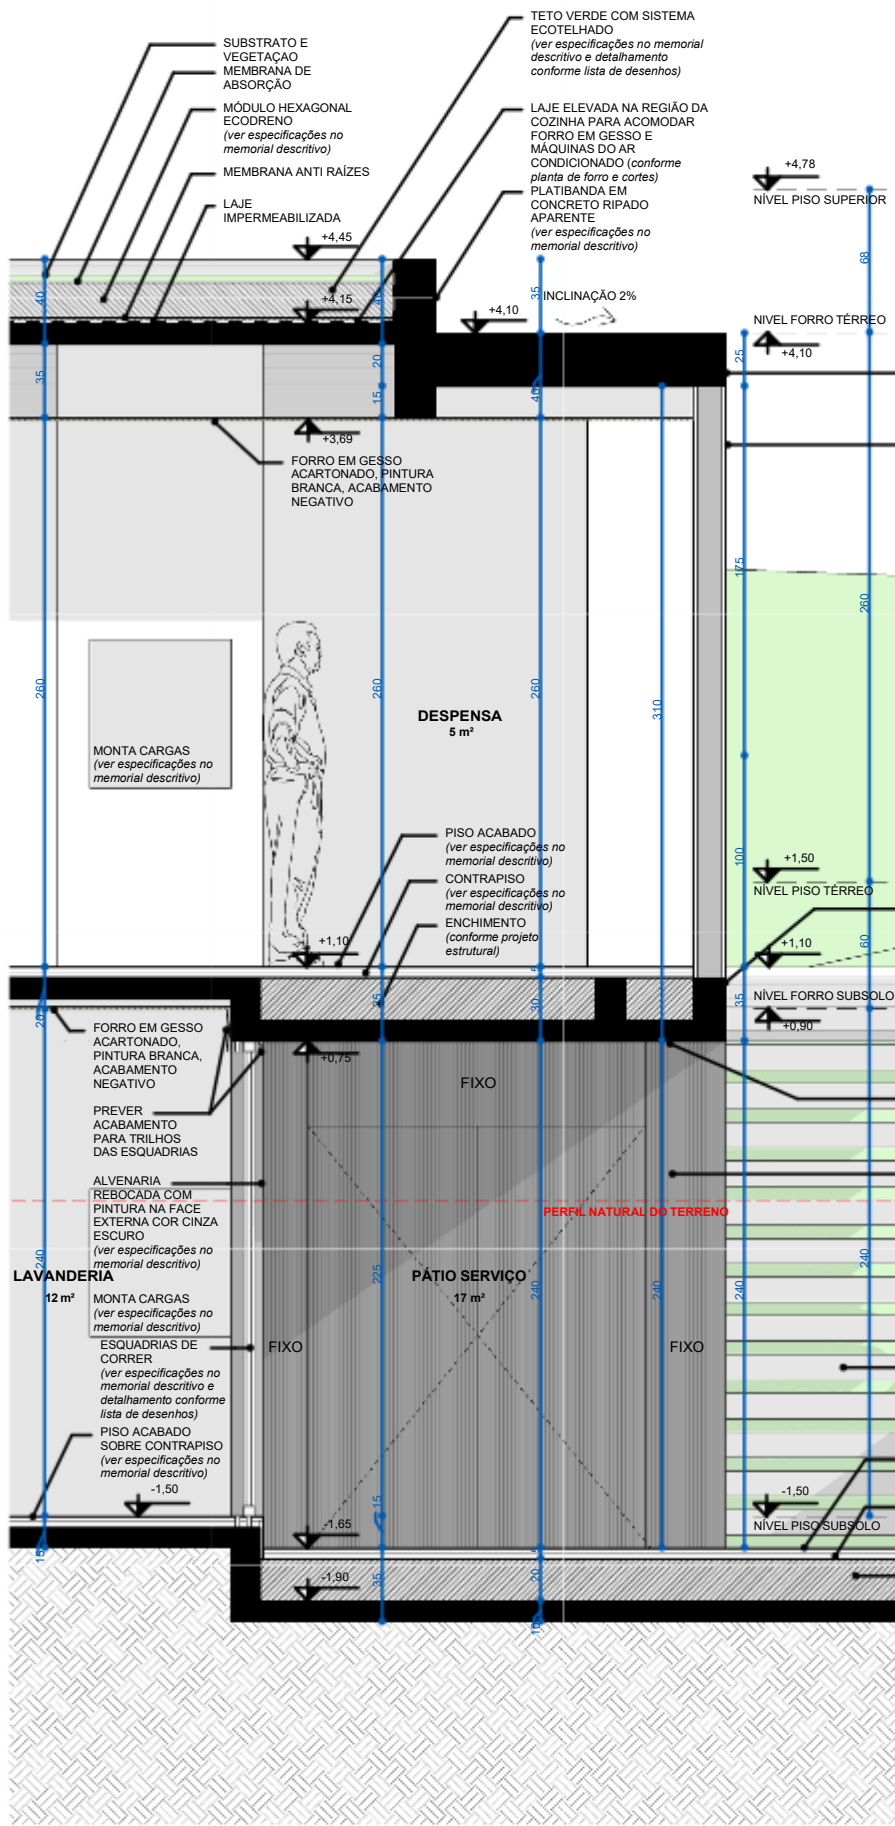 SUBSTRATO E
VEGETAÇAO
MEMBRANA DE
ABSORÇÃO
MÓDULO HEXAGONAL
ECODRENO
(ver especificações no
memorial descritivo)
MEMBRANA ANTI RAÍZES
LAJE
IMPERMEABILIZADA
TETO VERDE COM SISTEMA
ECOTELHADO
(ver especificações no memorial
descritivo e detalhamento
conforme lista de desenhos)
LAJE ELEVADA NA REGIÃO DA
COZINHA PARA ACOMODAR
FORRO EM GESSO E
MÁQUINAS DO AR
CONDICIONADO (conforme
planta de forro e cortes)
PLATIBANDA EM
CONCRETO RIPADO
APARENTE
(ver especificações no
memorial descritivo)
+4,78
NÍVEL PISO SUPERIOR
68
+4,45
40
+4,15
35
INCLINAÇÃO 2%
+4,10
NIVEL FORRO TÉRREO
+4,10
25
35
20
15
40
+3,69
FORRO EM GESSO
ACARTONADO, PINTURA
BRANCA, ACABAMENTO
NEGATIVO
175
260
260
260
260
310
DESPENSA
5 m²
MONTA CARGAS
(ver especificações no
memorial descritivo)
PISO ACABADO
(ver especificações no
memorial descritivo)
CONTRAPISO
(ver especificações no
memorial descritivo)
ENCHIMENTO
(conforme projeto
estrutural)
100
+1,50
NÍVEL PISO TÉRREO
+1,10
+1,10
60
5
20
35
30
35
NÍVEL FORRO SUBSOLO
+0,90
FORRO EM GESSO
ACARTONADO,
PINTURA BRANCA,
ACABAMENTO
NEGATIVO
+0,75
FIXO
PREVER
ACABAMENTO
PARA TRILHOS
DAS ESQUADRIAS
ALVENARIA
REBOCADA COM
PINTURA NA FACE
EXTERNA COR CINZA
ESCURO
(ver especificações no
memorial descritivo)
PERFIL NATURAL DO TERRENO
240
225
240
240
240
240
LAVANDERIA
12 m²
PÁTIO SERVIÇO
17 m²
MONTA CARGAS
(ver especificações no
memorial descritivo)
ESQUADRIAS DE
CORRER
(ver especificações no
memorial descritivo e
detalhamento conforme
lista de desenhos)
FIXO
FIXO
PISO ACABADO
SOBRE CONTRAPISO
(ver especificações no
memorial descritivo)
-1,50
15
-1,50
NÍVEL PISO SUBSOLO
-1,65
15
5
35
20
-1,90
10